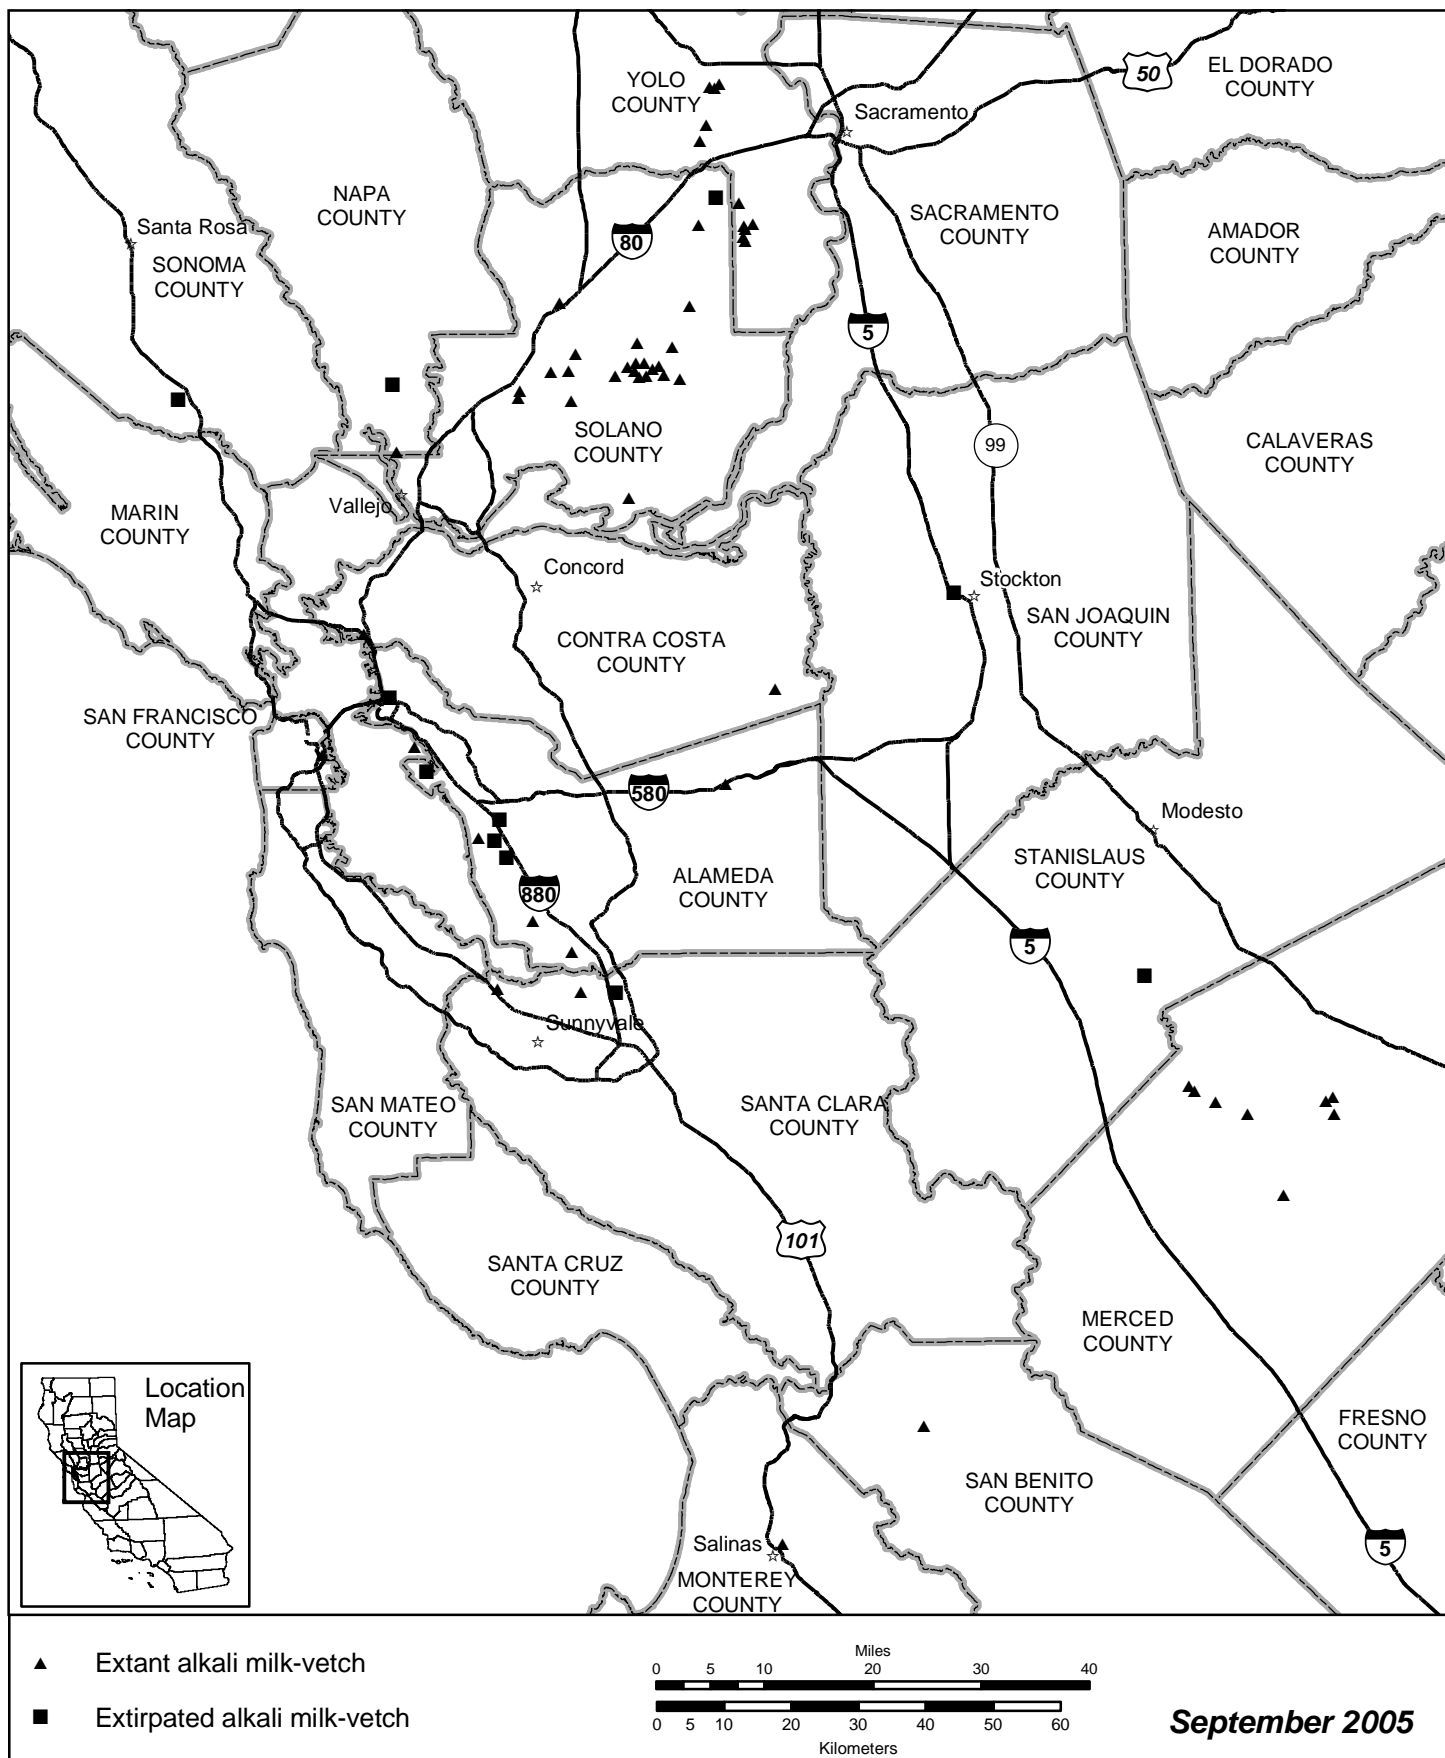 YOLO
COUNTY
50
EL DORADO
COUNTY
Sacramento
NAPA
COUNTY
Santa Rosa
SONOMA
COUNTY
80
SACRAMENTO
COUNTY
AMADOR
COUNTY
5
SOLANO
COUNTY
99
CALAVERAS
COUNTY
Vallejo
MARIN
COUNTY
Concord
Stockton
CONTRA COSTA
COUNTY
SAN JOAQUIN
COUNTY
SAN FRANCISCO
COUNTY
580
Modesto
STANISLAUS
COUNTY
ALAMEDA
COUNTY
880
5
Sunnyvale
SAN MATEO
COUNTY
SANTA CLARA
COUNTY
101
SANTA CRUZ
COUNTY
MERCED
COUNTY
Location
Map
FRESNO
COUNTY
SAN BENITO
COUNTY
Salinas
5
MONTEREY
COUNTY
Extant alkali milk-vetch
Extirpated alkali milk-vetch
Miles
0 5 10 20 30 40
0 5 10 20 30 40 50 60
Kilometers
September 2005